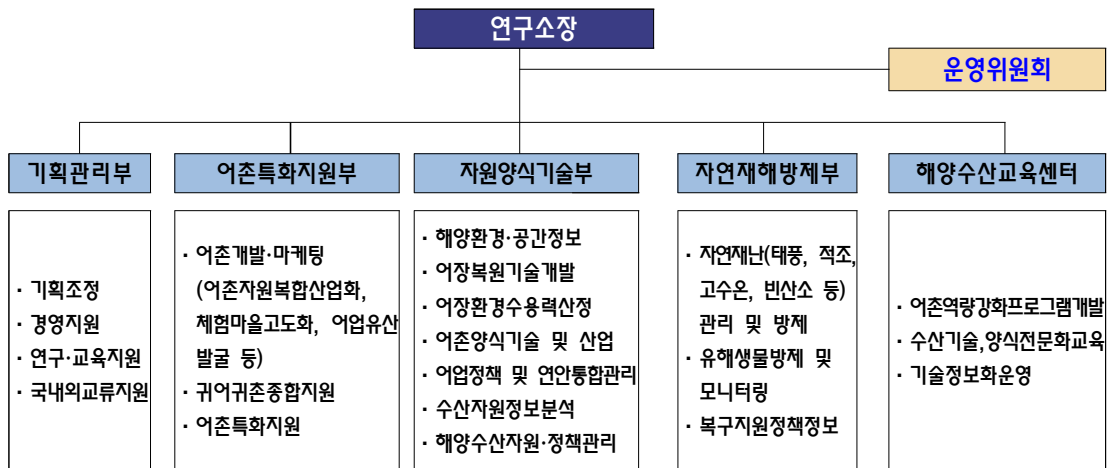 연구소장
운영위원회
기획관리부
어촌특화지원부
자원양식기술부
자연재해방제부
해양수산교육센터
· 기획조정
· 경영지원
· 연구·교육지원
· 국내외교류지원
· 어촌개발·마케팅
(어촌자원복합산업화,
체험마을고도화, 어업유산
발굴 등)
· 귀어귀촌종합지원
· 어촌특화지원
· 해양환경·공간정보
· 어장복원기술개발
· 어장환경수용력산정
· 어촌양식기술 및 산업
· 어업정책 및 연안통합관리
· 수산자원정보분석
· 해양수산자원·정책관리
· 자연재난(태풍, 적조,
고수온, 빈산소 등)
관리 및 방제
· 유해생물방제 및
모니터링
· 복구지원정책정보
· 어촌역량강화프로그램개발
· 수산기술,양식전문화교육
· 기술정보화운영